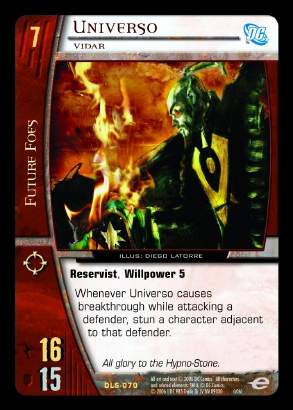 7
UNIVERSO
VIDAR
DC
FUTURE FOES
ILLUS: DIEGO LATORRE
Reservist, Willpower 5
Whenever Universo causes
breakthrough while attacking a
defender, stun a character adjacent
to that defender.
16
15
All glory to the Hypno-Stone.
DLS-070